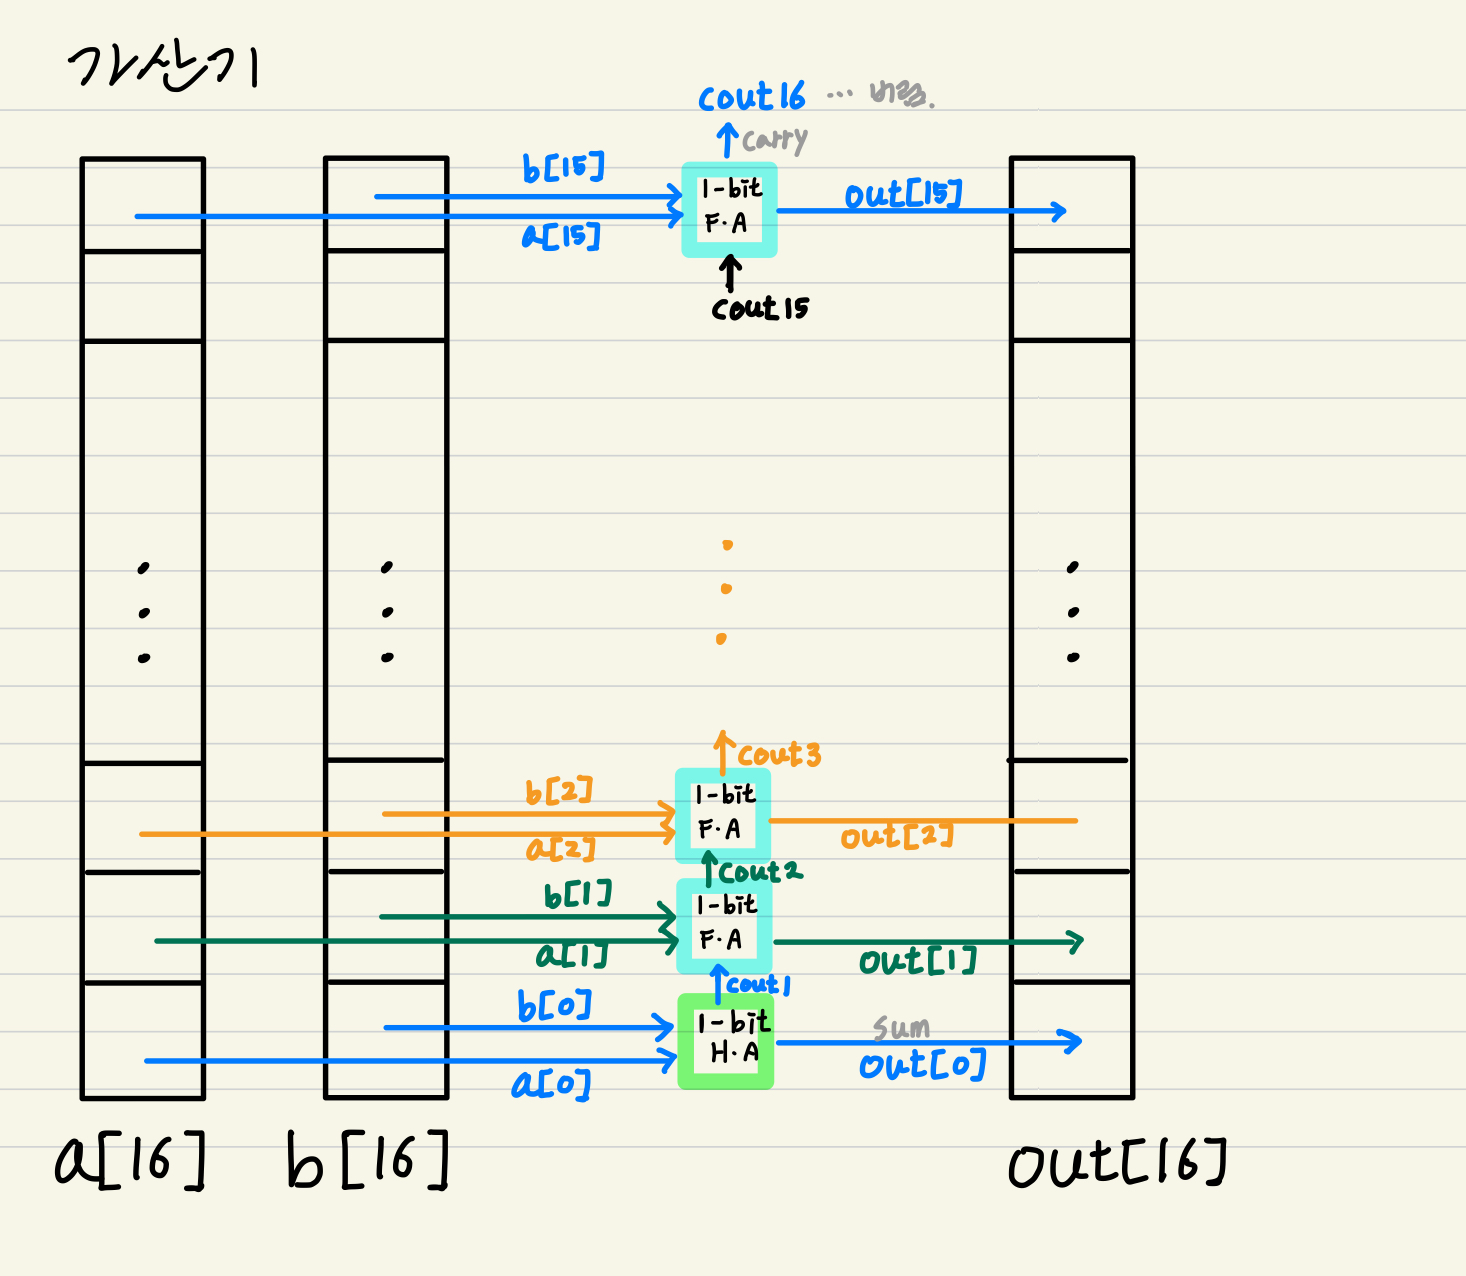 가산기
cout16 ... 버림.
carry
b[15]
1-bit
F.A
out[15]
a[15]
cout15
cout3
b[2]
1-bit
F.A
out[2]
a[2]
cout2
b[1]
1-bit
F.A
out[1]
a[1]
cout1
b[0]
1-bit
H.A
sum
out[0]
a[0]
a[16] b[16] out[16]